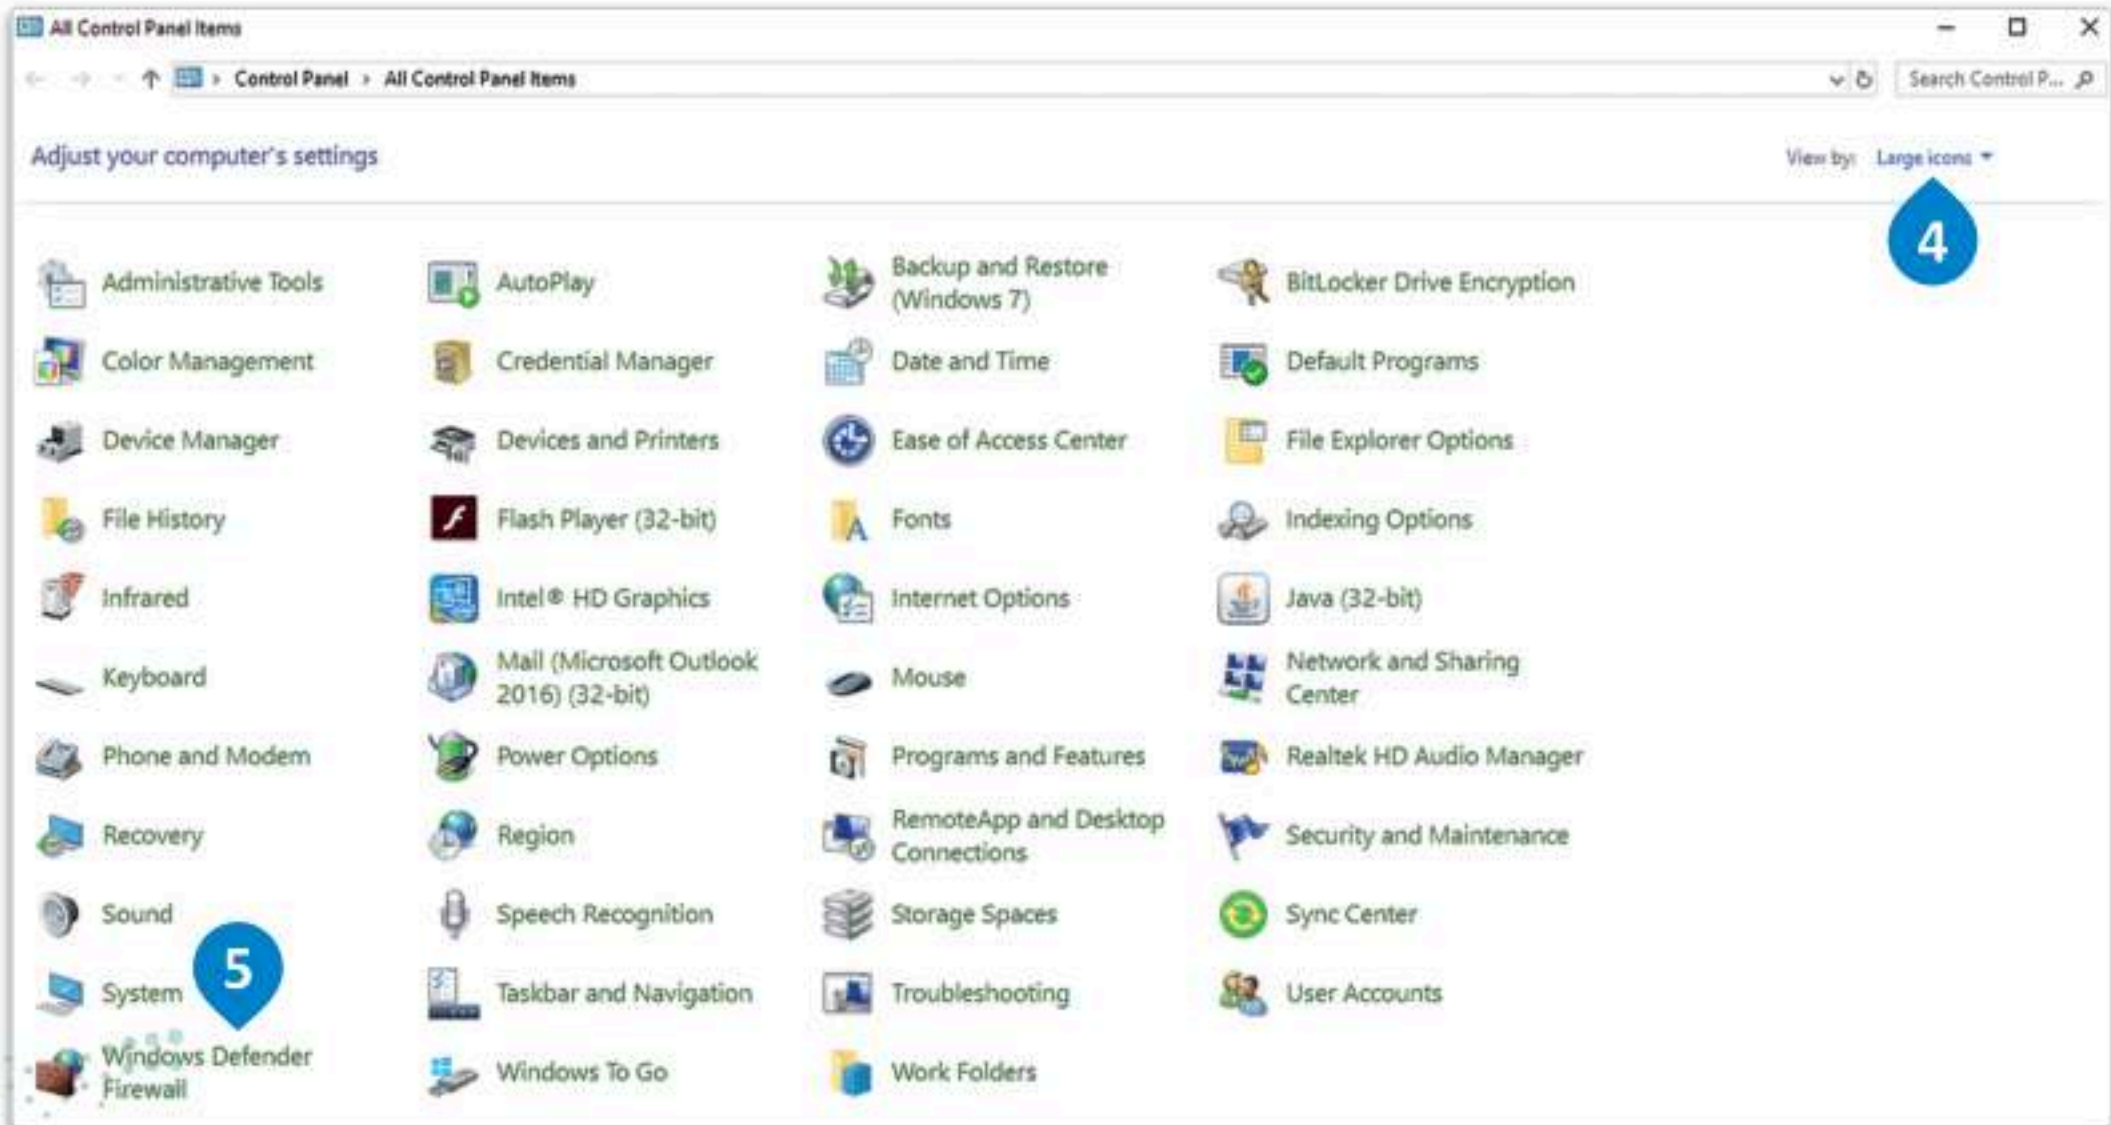 All Control Panel Items
Control Panel > All Control Panel Items
Search Control P...
Adjust your computer's settings
View by: Large icons
4
Administrative Tools
AutoPlay
Backup and Restore
(Windows 7)
BitLocker Drive Encryption
Color Management
Credential Manager
Date and Time
Default Programs
Device Manager
Devices and Printers
Ease of Access Center
File Explorer Options
File History
Flash Player (32-bit)
Fonts
Indexing Options
Infrared
Intel® HD Graphics
Internet Options
Java (32-bit)
Keyboard
Mail (Microsoft Outlook
2016) (32-bit)
Mouse
Network and Sharing
Center
Phone and Modem
Power Options
Programs and Features
Realtek HD Audio Manager
Recovery
Region
RemoteApp and Desktop
Connections
Security and Maintenance
Sound
Speech Recognition
Storage Spaces
Sync Center
5
System
Taskbar and Navigation
Troubleshooting
User Accounts
Windows Defender
Firewall
Windows To Go
Work Folders